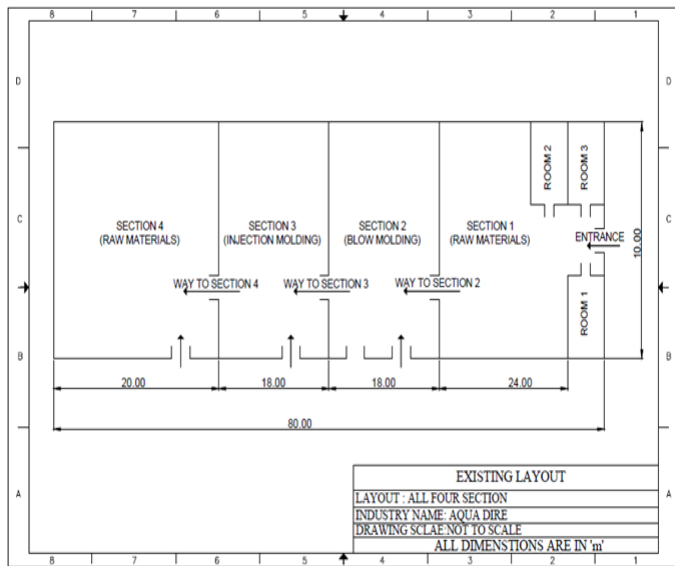 8 7 6 5 4 3 2 1
D D
ROOM 2
ROOM 3
C C
SECTION 4
(RAW MATERIALS)
SECTION 3
(INJECTION MOLDING)
SECTION 2
(BLOW MOLDING)
SECTION 1
(RAW MATERIALS)
ENTRANCE
10.00
WAY TO SECTION 4
WAY TO SECTION 3
WAY TO SECTION 2
ROOM 1
B B
20.00
18.00
18.00
24.00
80.00
A A
EXISTING LAYOUT
LAYOUT : ALL FOUR SECTION
INDUSTRY NAME: AQUA DIRE
DRAWING SCLAE:NOT TO SCALE
ALL DIMENSTIONS ARE IN 'm'
8 7 6 5 4 3 2 1